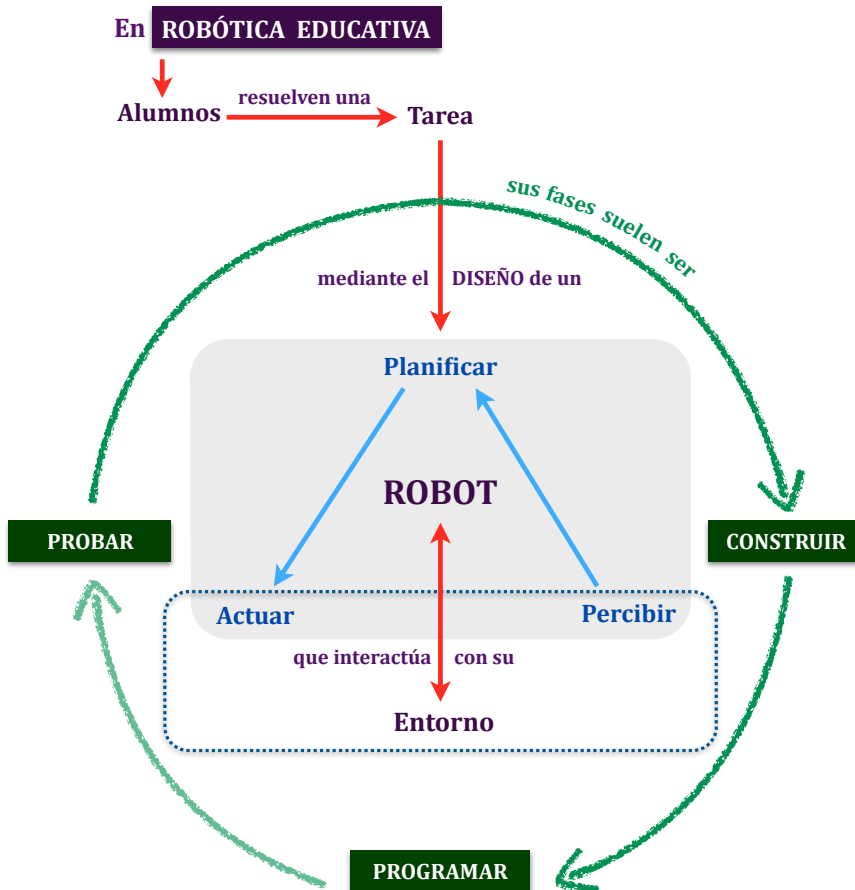 En ROBÓTICA EDUCATIVA
resuelven una
Alumnos
Tarea
sus fases suelen ser
mediante el DISEÑO de un
Planificar
ROBOT
PROBAR
CONSTRUIR
Actuar
Percibir
que interactúa con su
Entorno
PROGRAMAR